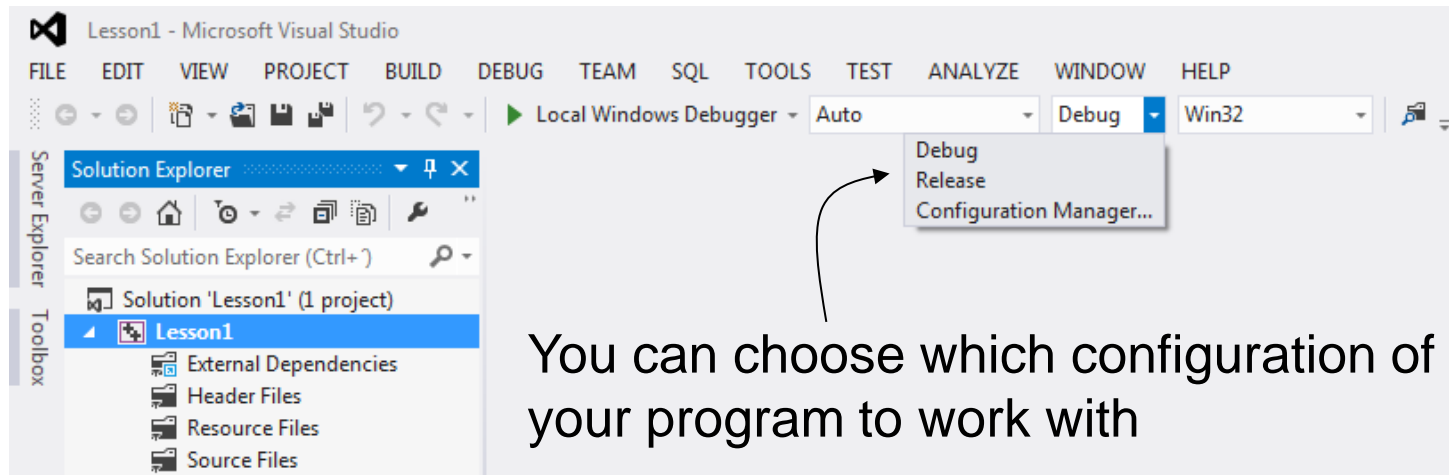 Lesson1 - Microsoft Visual Studio
FILE EDIT VIEW PROJECT BUILD DEBUG TEAM SQL TOOLS TEST ANALYZE WINDOW HELP
Local Windows Debugger Auto Debug Win32
Debug
Release
Configuration Manager...
Server Explorer
Toolbox
Solution Explorer
Search Solution Explorer (Ctrl+ˆ)
Solution 'Lesson1' (1 project)
Lesson1
External Dependencies
Header Files
Resource Files
Source Files
You can choose which configuration of
your program to work with